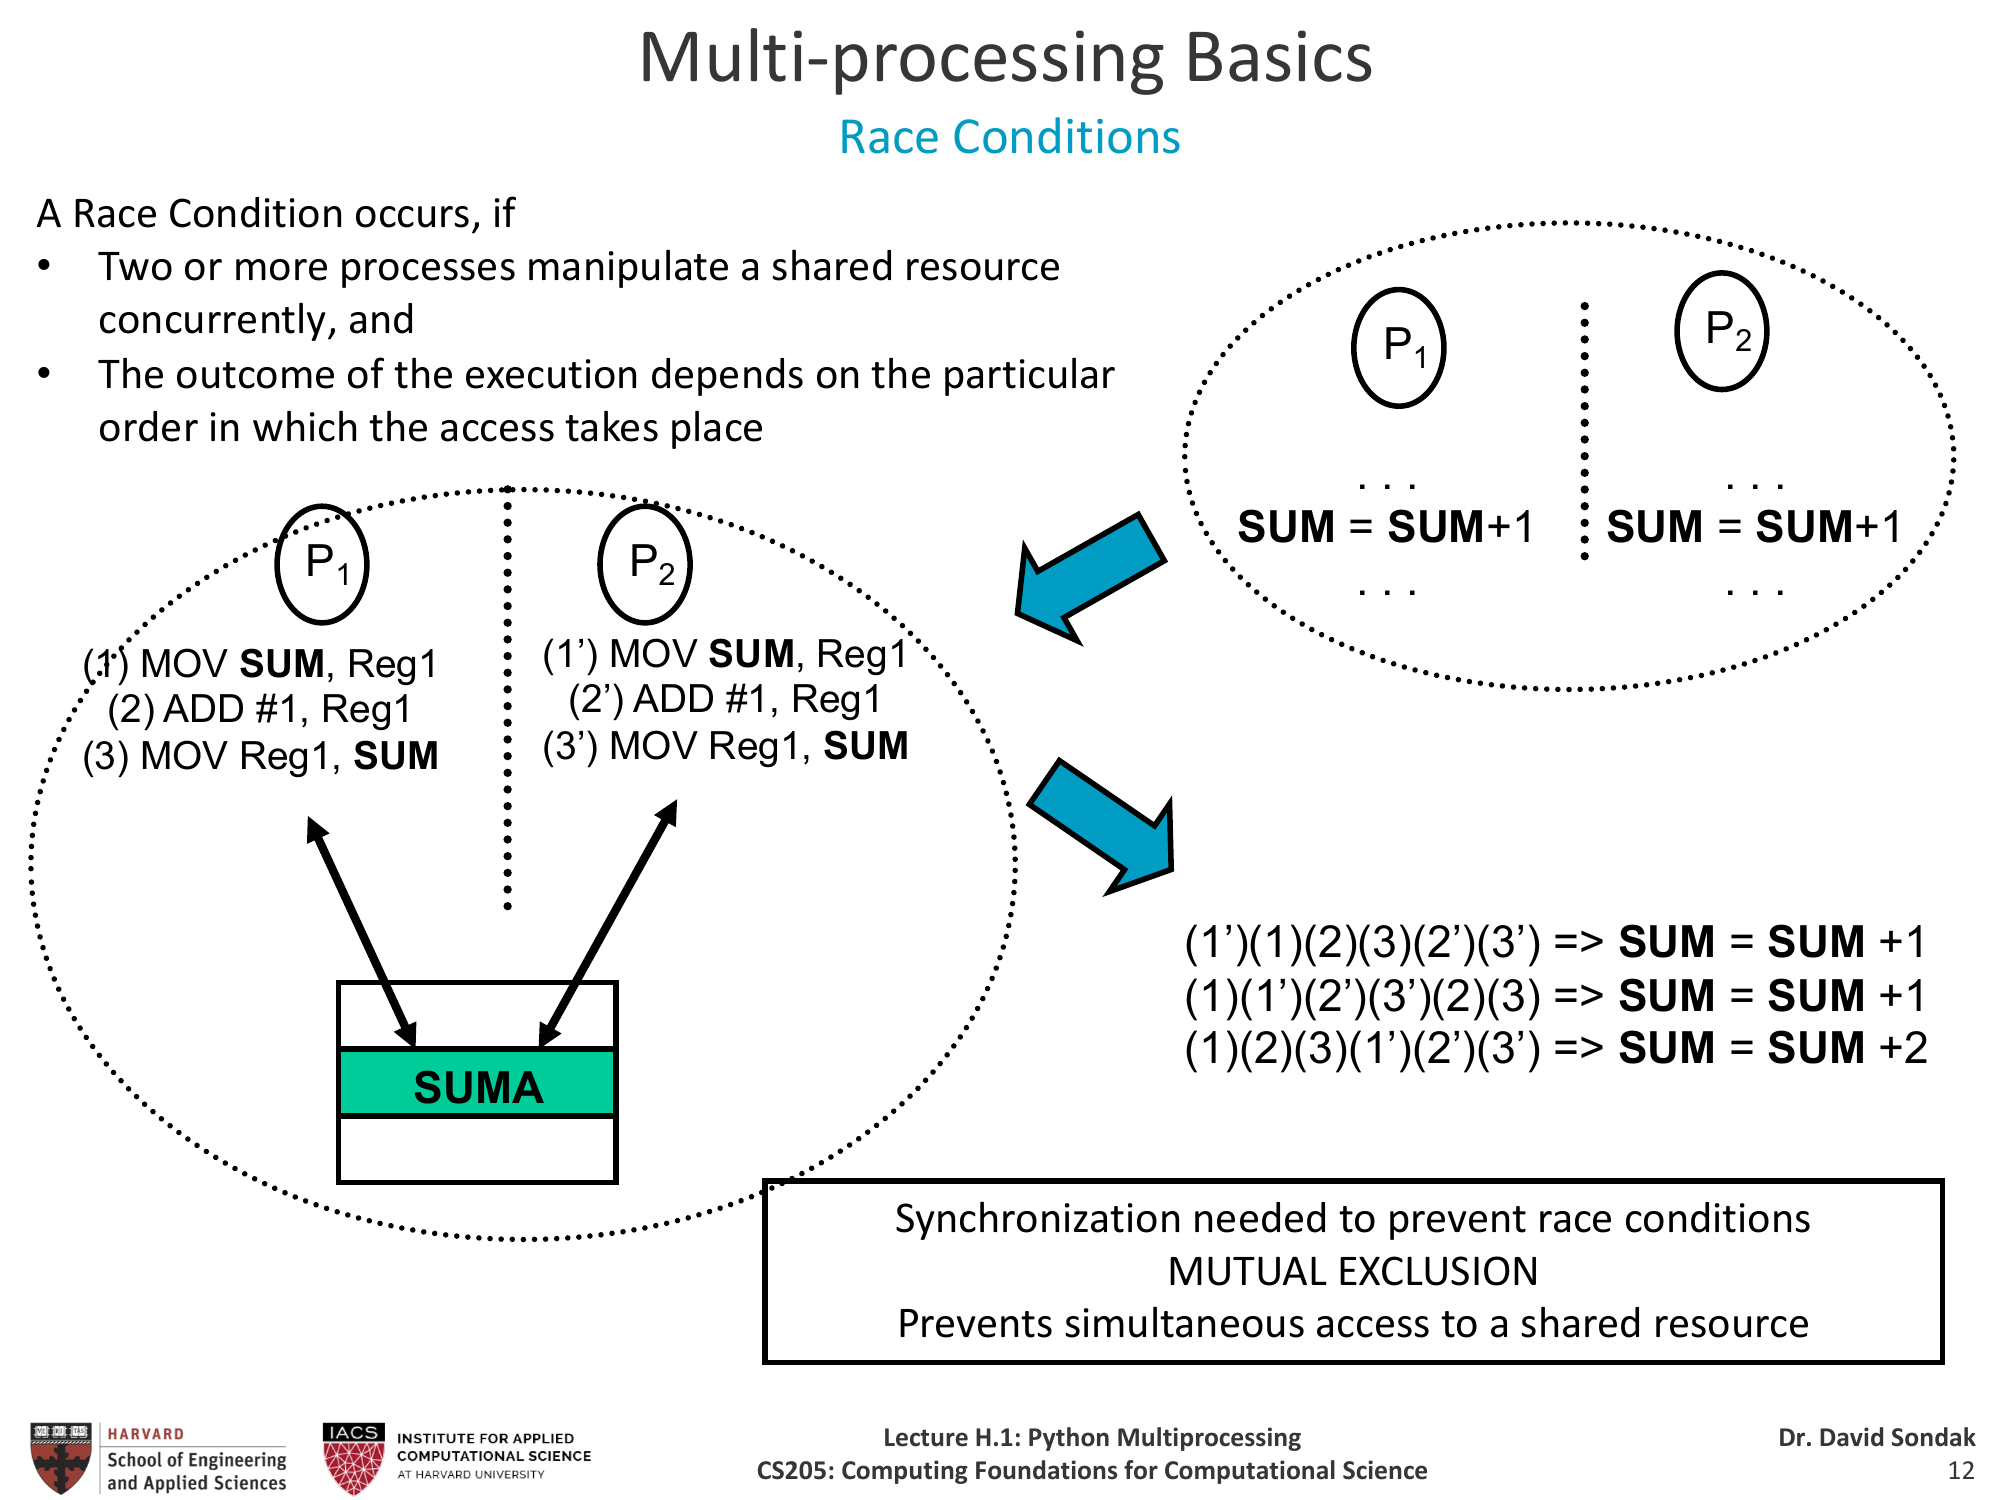 Multi-processing Basics
Race Conditions
A Race Condition occurs, if
• Two or more processes manipulate a shared resource
concurrently, and
• The outcome of the execution depends on the particular
order in which the access takes place
P1
P2
. . .
. . .
SUM = SUM+1
SUM = SUM+1
. . .
. . .
P1
P2
(1) MOV SUM, Reg1
(2) ADD #1, Reg1
(3) MOV Reg1, SUM
(1’) MOV SUM, Reg1
(2’) ADD #1, Reg1
(3’) MOV Reg1, SUM
SUMA
(1’)(1)(2)(3)(2’)(3’) => SUM = SUM +1
(1)(1’)(2’)(3’)(2)(3) => SUM = SUM +1
(1)(2)(3)(1’)(2’)(3’) => SUM = SUM +2
Synchronization needed to prevent race conditions
MUTUAL EXCLUSION
Prevents simultaneous access to a shared resource
HARVARD
School of Engineering
and Applied Sciences
IACS
INSTITUTE FOR APPLIED
COMPUTATIONAL SCIENCE
AT HARVARD UNIVERSITY
Lecture H.1: Python Multiprocessing
CS205: Computing Foundations for Computational Science
Dr. David Sondak
12